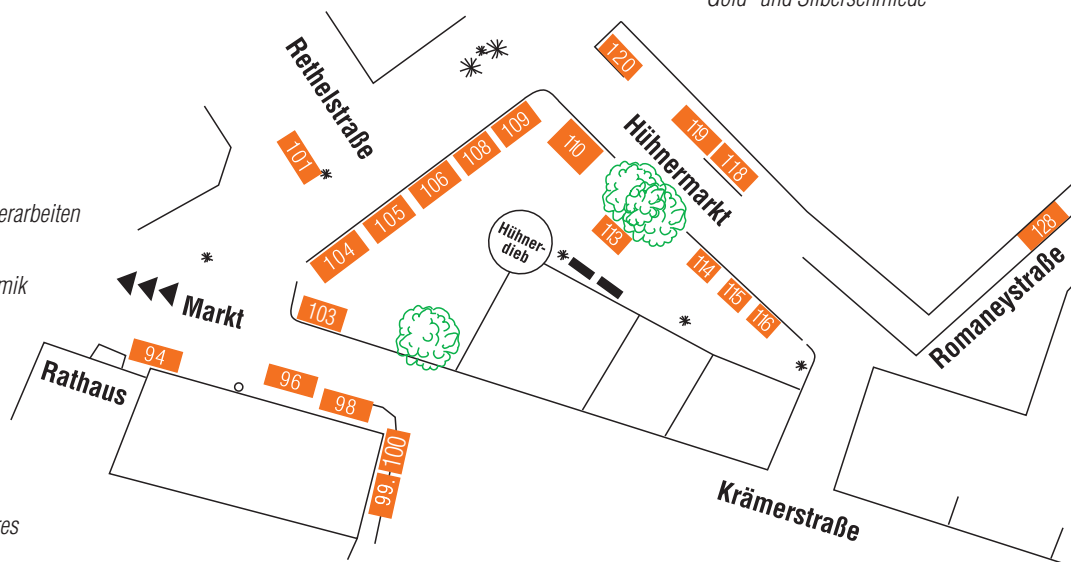 Gold- und Silberschmiede
120
Rethelstraße
119
118
109
108
106
105
104
110
101
Hühnermarkt
erarbeiten
Hühner-
dieb
113
128
114
115
116
mik
Markt
103
Romaneystraße
94
Rathaus
96
98
100
99.
Krämerstraße
es